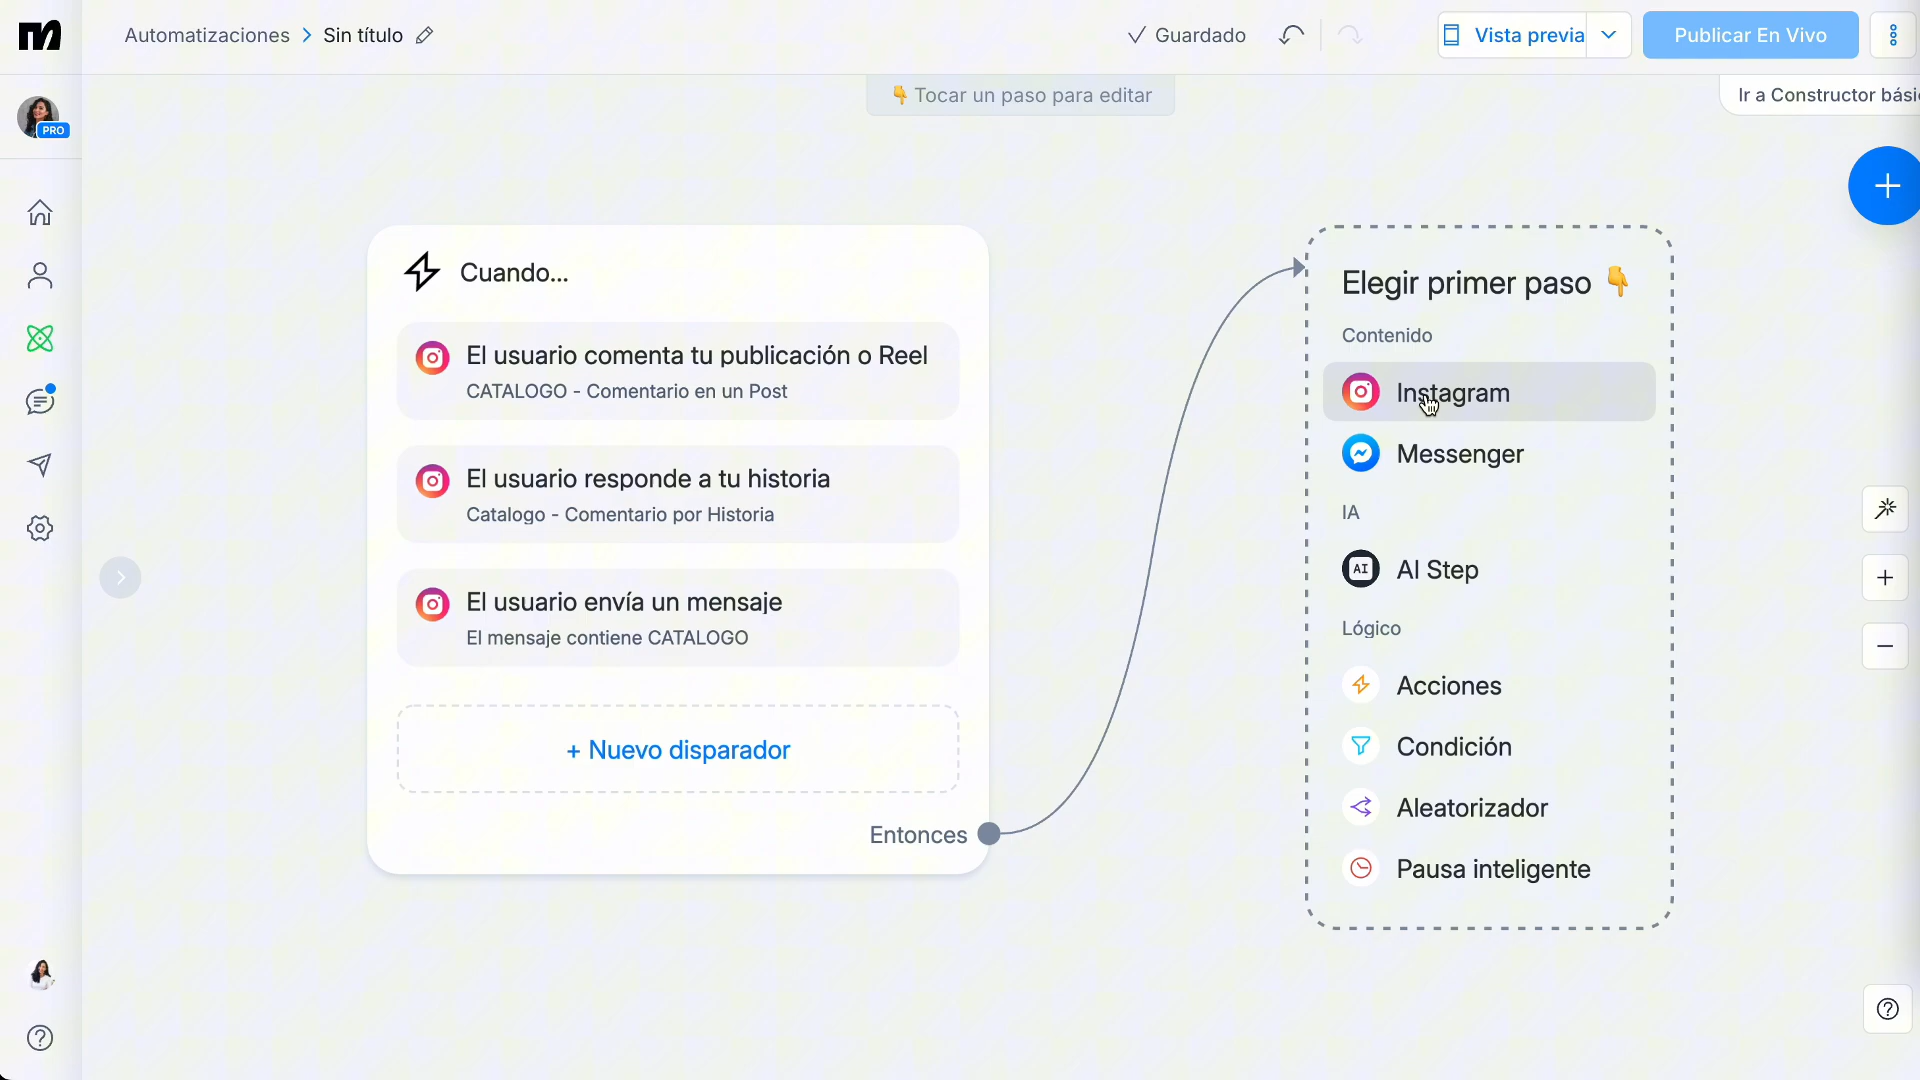 Automatizaciones > Sin título
Guardado
Vista previa
Publicar En Vivo
👇 Tocar un paso para editar
Ir a Constructor bási
PRO
Cuando...
El usuario comenta tu publicación o Reel
CATALOGO - Comentario en un Post
El usuario responde a tu historia
Catalogo - Comentario por Historia
El usuario envía un mensaje
El mensaje contiene CATALOGO
+ Nuevo disparador
Entonces
Elegir primer paso 👇
Contenido
Instagram
Messenger
IA
AI
AI Step
Lógico
Acciones
Condición
Aleatorizador
Pausa inteligente